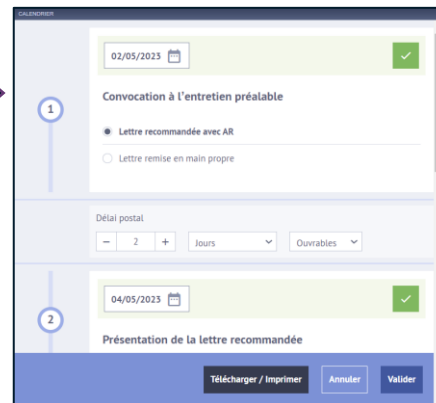 CALENDRIER
02/05/2023
1
Convocation à l'entretien préalable
Lettre recommandée avec AR
Lettre remise en main propre
Délai postal
− 2 + Jours Ouvrables
04/05/2023
2
Présentation de la lettre recommandée
Télécharger / Imprimer Annuler Valider